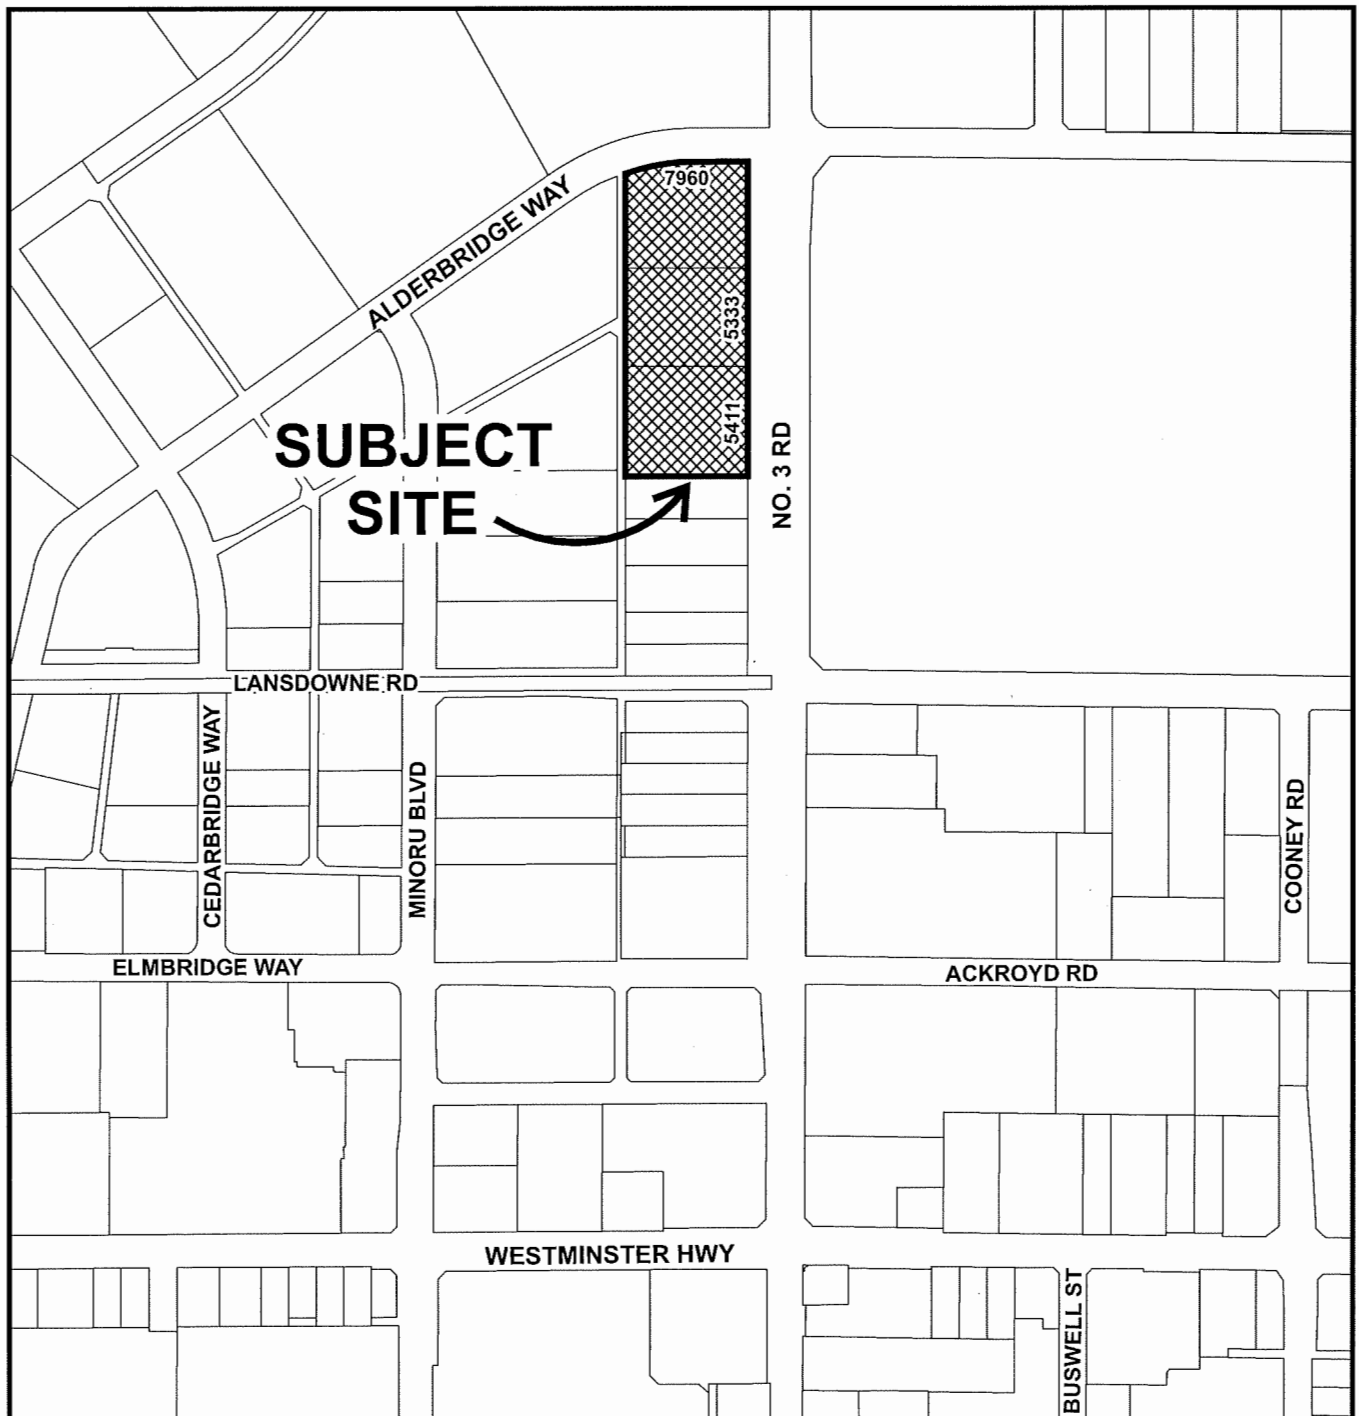 7960
ALDERBRIDGE WAY
5333
5411
SUBJECT
SITE
NO. 3 RD
LANSDOWNE RD
CEDARBRIDGE WAY
MINORU BLVD
COONEY RD
ELMBRIDGE WAY
ACKROYD RD
WESTMINSTER HWY
BUSWELL ST